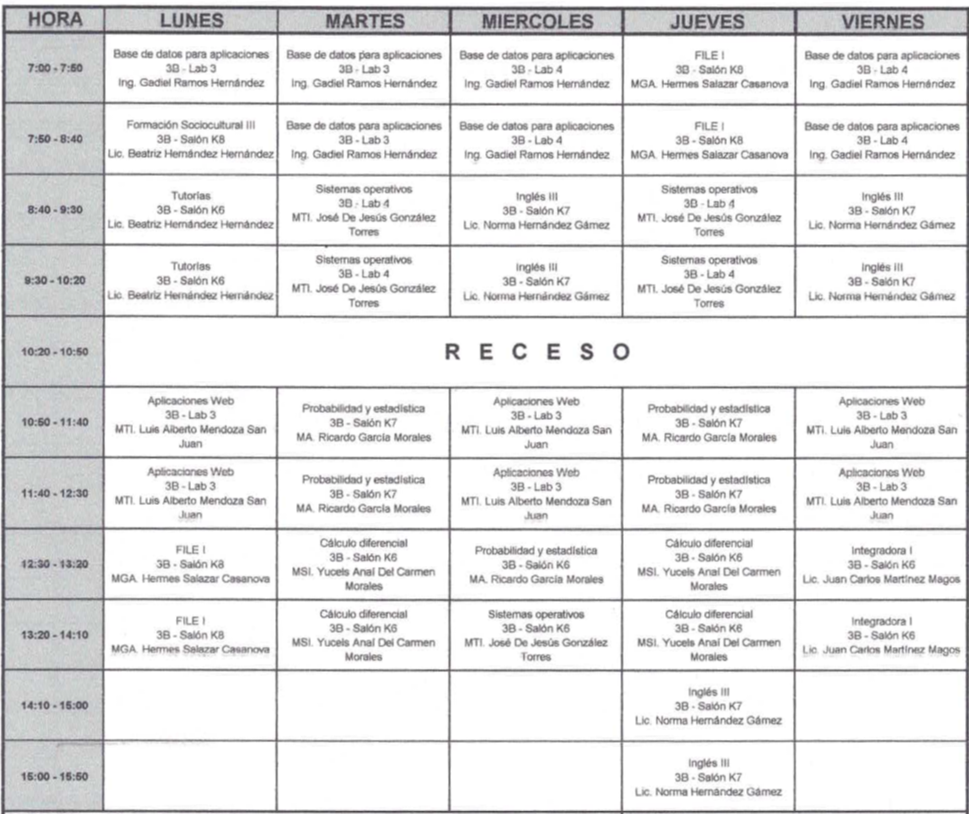 HORA LUNES MARTES MIERCOLES JUEVES VIERNES
7:00 - 7:50
Base de datos para aplicaciones
3B - Lab 3
Ing. Gadiel Ramos Hernández
Base de datos para aplicaciones
3B - Lab 3
Ing. Gadiel Ramos Hernández
Base de datos para aplicaciones
3B - Lab 4
Ing. Gadiel Ramos Hernández
FILE I
3B - Salón K8
MGA. Hermes Salazar Casanova
Base de datos para aplicaciones
3B - Lab 4
Ing. Gadiel Ramos Hernández
7:50 - 8:40
Formación Sociocultural III
3B - Salón K8
Lic. Beatriz Hernández Hernández
Base de datos para aplicaciones
3B - Lab 3
Ing. Gadiel Ramos Hernández
Base de datos para aplicaciones
3B - Lab 4
Ing. Gadiel Ramos Hernández
FILE I
3B - Salón K8
MGA. Hermes Salazar Casanova
Base de datos para aplicaciones
3B - Lab 4
Ing. Gadiel Ramos Hernández
8:40 - 9:30
Tutorías
3B - Salón K6
Lic. Beatriz Hernández Hernández
Sistemas operativos
3B - Lab 4
MTI. José De Jesús González
Torres
Inglés III
3B - Salón K7
Lic. Norma Hernández Gámez
Sistemas operativos
3B - Lab 4
MTI. José De Jesús González
Torres
Inglés III
3B - Salón K7
Lic. Norma Hernández Gámez
9:30 - 10:20
Tutorías
3B - Salón K6
Lic. Beatriz Hernández Hernández
Sistemas operativos
3B - Lab 4
MTI. José De Jesús González
Torres
Inglés III
3B - Salón K7
Lic. Norma Hernández Gámez
Sistemas operativos
3B - Lab 4
MTI. José De Jesús González
Torres
Inglés III
3B - Salón K7
Lic. Norma Hernández Gámez
10:20 - 10:50
R E C E S O
10:50 - 11:40
Aplicaciones Web
3B - Lab 3
MTI. Luis Alberto Mendoza San
Juan
Probabilidad y estadística
3B - Salón K7
MA. Ricardo García Morales
Aplicaciones Web
3B - Lab 3
MTI. Luis Alberto Mendoza San
Juan
Probabilidad y estadística
3B - Salón K7
MA. Ricardo García Morales
Aplicaciones Web
3B - Lab 3
MTI. Luis Alberto Mendoza San
Juan
11:40 - 12:30
Aplicaciones Web
3B - Lab 3
MTI. Luis Alberto Mendoza San
Juan
Probabilidad y estadística
3B - Salón K7
MA. Ricardo García Morales
Aplicaciones Web
3B - Lab 3
MTI. Luis Alberto Mendoza San
Juan
Probabilidad y estadística
3B - Salón K7
MA. Ricardo García Morales
Aplicaciones Web
3B - Lab 3
MTI. Luis Alberto Mendoza San
Juan
12:30 - 13:20
FILE I
3B - Salón K8
MGA. Hermes Salazar Casanova
Cálculo diferencial
3B - Salón K6
MSI. Yucels Anaí Del Carmen
Morales
Probabilidad y estadística
3B - Salón K6
MA. Ricardo García Morales
Cálculo diferencial
3B - Salón K6
MSI. Yucels Anaí Del Carmen
Morales
Integradora I
3B - Salón K6
Lic. Juan Carlos Martínez Magos
13:20 - 14:10
FILE I
3B - Salón K8
MGA. Hermes Salazar Casanova
Cálculo diferencial
3B - Salón K6
MSI. Yucels Anaí Del Carmen
Morales
Sistemas operativos
3B - Salón K6
MTI. José De Jesús González
Torres
Cálculo diferencial
3B - Salón K6
MSI. Yucels Anaí Del Carmen
Morales
Integradora I
3B - Salón K6
Lic. Juan Carlos Martínez Magos
14:10 - 15:00
Inglés III
3B - Salón K7
Lic. Norma Hernández Gámez
15:00 - 15:50
Inglés III
3B - Salón K7
Lic. Norma Hernández Gámez